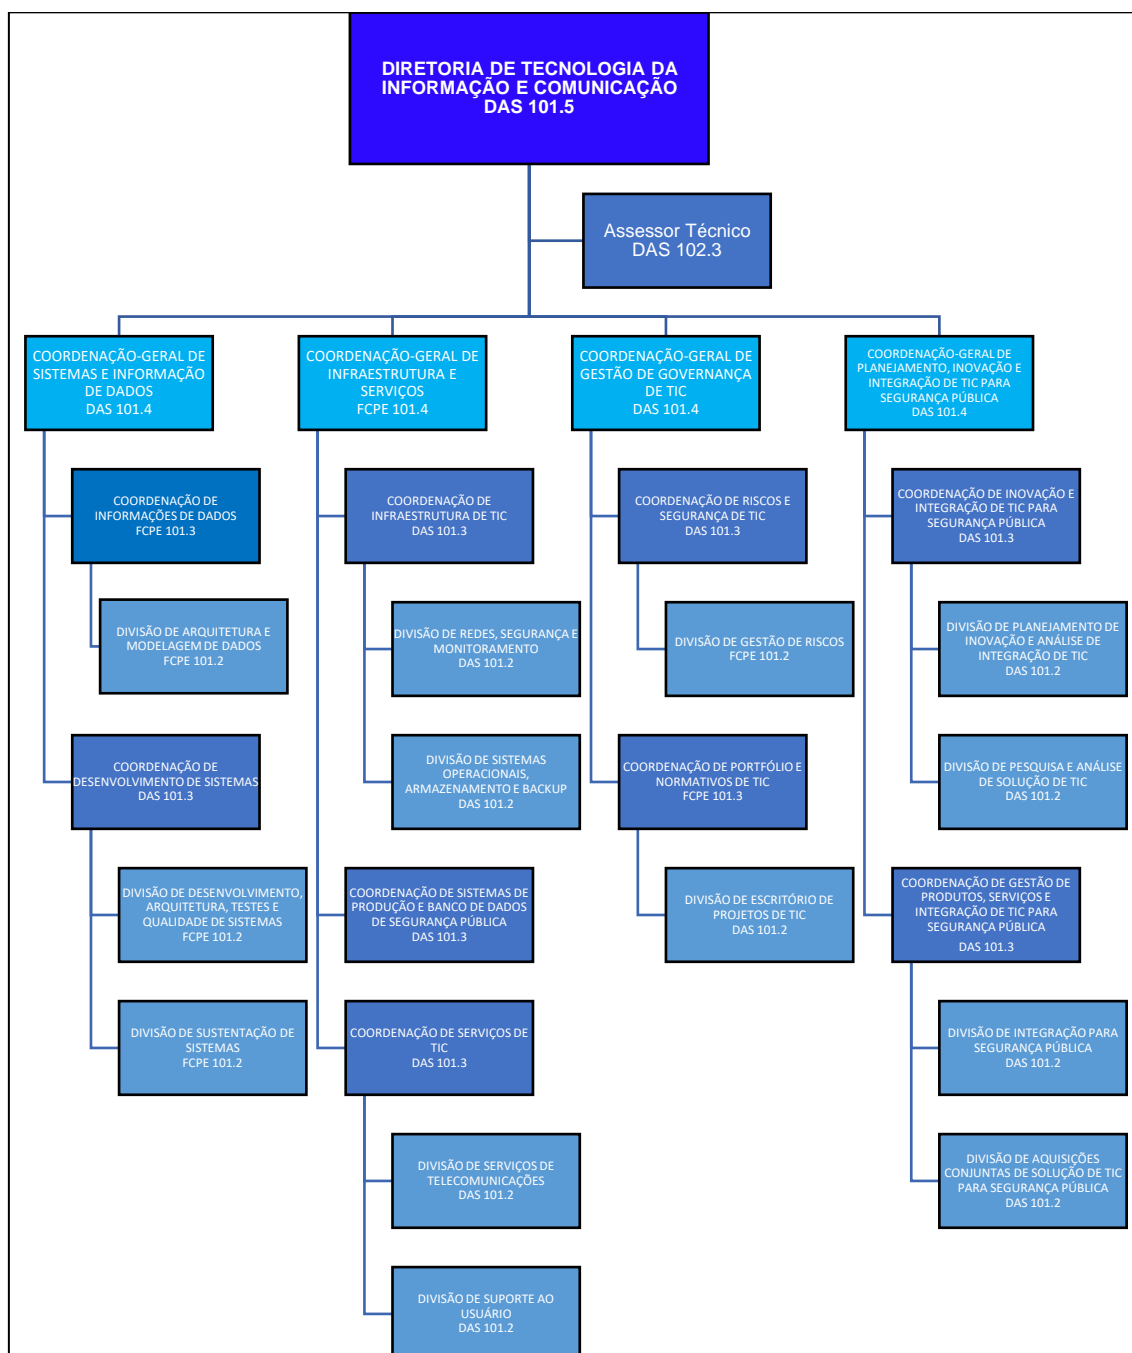 DIRETORIA DE TECNOLOGIA DA
INFORMAÇÃO E COMUNICAÇÃO
DAS 101.5
Assessor Técnico
DAS 102.3
COORDENAÇÃO-GERAL DE
SISTEMAS E INFORMAÇÃO
DE DADOS
DAS 101.4
COORDENAÇÃO DE
INFORMAÇÕES DE DADOS
FCPE 101.3
DIVISÃO DE ARQUITETURA E
MODELAGEM DE DADOS
FCPE 101.2
COORDENAÇÃO DE
DESENVOLVIMENTO DE SISTEMAS
DAS 101.3
DIVISÃO DE DESENVOLVIMENTO,
ARQUITETURA, TESTES E
QUALIDADE DE SISTEMAS
FCPE 101.2
DIVISÃO DE SUSTENTAÇÃO DE
SISTEMAS
FCPE 101.2
COORDENAÇÃO-GERAL DE
INFRAESTRUTURA E
SERVIÇOS
FCPE 101.4
COORDENAÇÃO DE
INFRAESTRUTURA DE TIC
DAS 101.3
DIVISÃO DE REDES, SEGURANÇA E
MONITORAMENTO
DAS 101.2
DIVISÃO DE SISTEMAS
OPERACIONAIS,
ARMAZENAMENTO E BACKUP
DAS 101.2
COORDENAÇÃO DE SISTEMAS DE
PRODUÇÃO E BANCO DE DADOS
DE SEGURANÇA PÚBLICA
DAS 101.3
COORDENAÇÃO DE SERVIÇOS DE
TIC
DAS 101.3
DIVISÃO DE SERVIÇOS DE
TELECOMUNICAÇÕES
DAS 101.2
DIVISÃO DE SUPORTE AO
USUÁRIO
DAS 101.2
COORDENAÇÃO-GERAL DE
GESTÃO DE GOVERNANÇA
DE TIC
DAS 101.4
COORDENAÇÃO DE RISCOS E
SEGURANÇA DE TIC
DAS 101.3
DIVISÃO DE GESTÃO DE RISCOS
FCPE 101.2
COORDENAÇÃO DE PORTFÓLIO E
NORMATIVOS DE TIC
FCPE 101.3
DIVISÃO DE ESCRITÓRIO DE
PROJETOS DE TIC
DAS 101.2
COORDENAÇÃO-GERAL DE
PLANEJAMENTO, INOVAÇÃO E
INTEGRAÇÃO DE TIC PARA
SEGURANÇA PÚBLICA
DAS 101.4
COORDENAÇÃO DE INOVAÇÃO E
INTEGRAÇÃO DE TIC PARA
SEGURANÇA PÚBLICA
DAS 101.3
DIVISÃO DE PLANEJAMENTO DE
INOVAÇÃO E ANÁLISE DE
INTEGRAÇÃO DE TIC
DAS 101.2
DIVISÃO DE PESQUISA E ANÁLISE
DE SOLUÇÃO DE TIC
DAS 101.2
COORDENAÇÃO DE GESTÃO DE
PRODUTOS, SERVIÇOS E
INTEGRAÇÃO DE TIC PARA
SEGURANÇA PÚBLICA
DAS 101.3
DIVISÃO DE INTEGRAÇÃO PARA
SEGURANÇA PÚBLICA
DAS 101.2
DIVISÃO DE AQUISIÇÕES
CONJUNTAS DE SOLUÇÃO DE TIC
PARA SEGURANÇA PÚBLICA
DAS 101.2